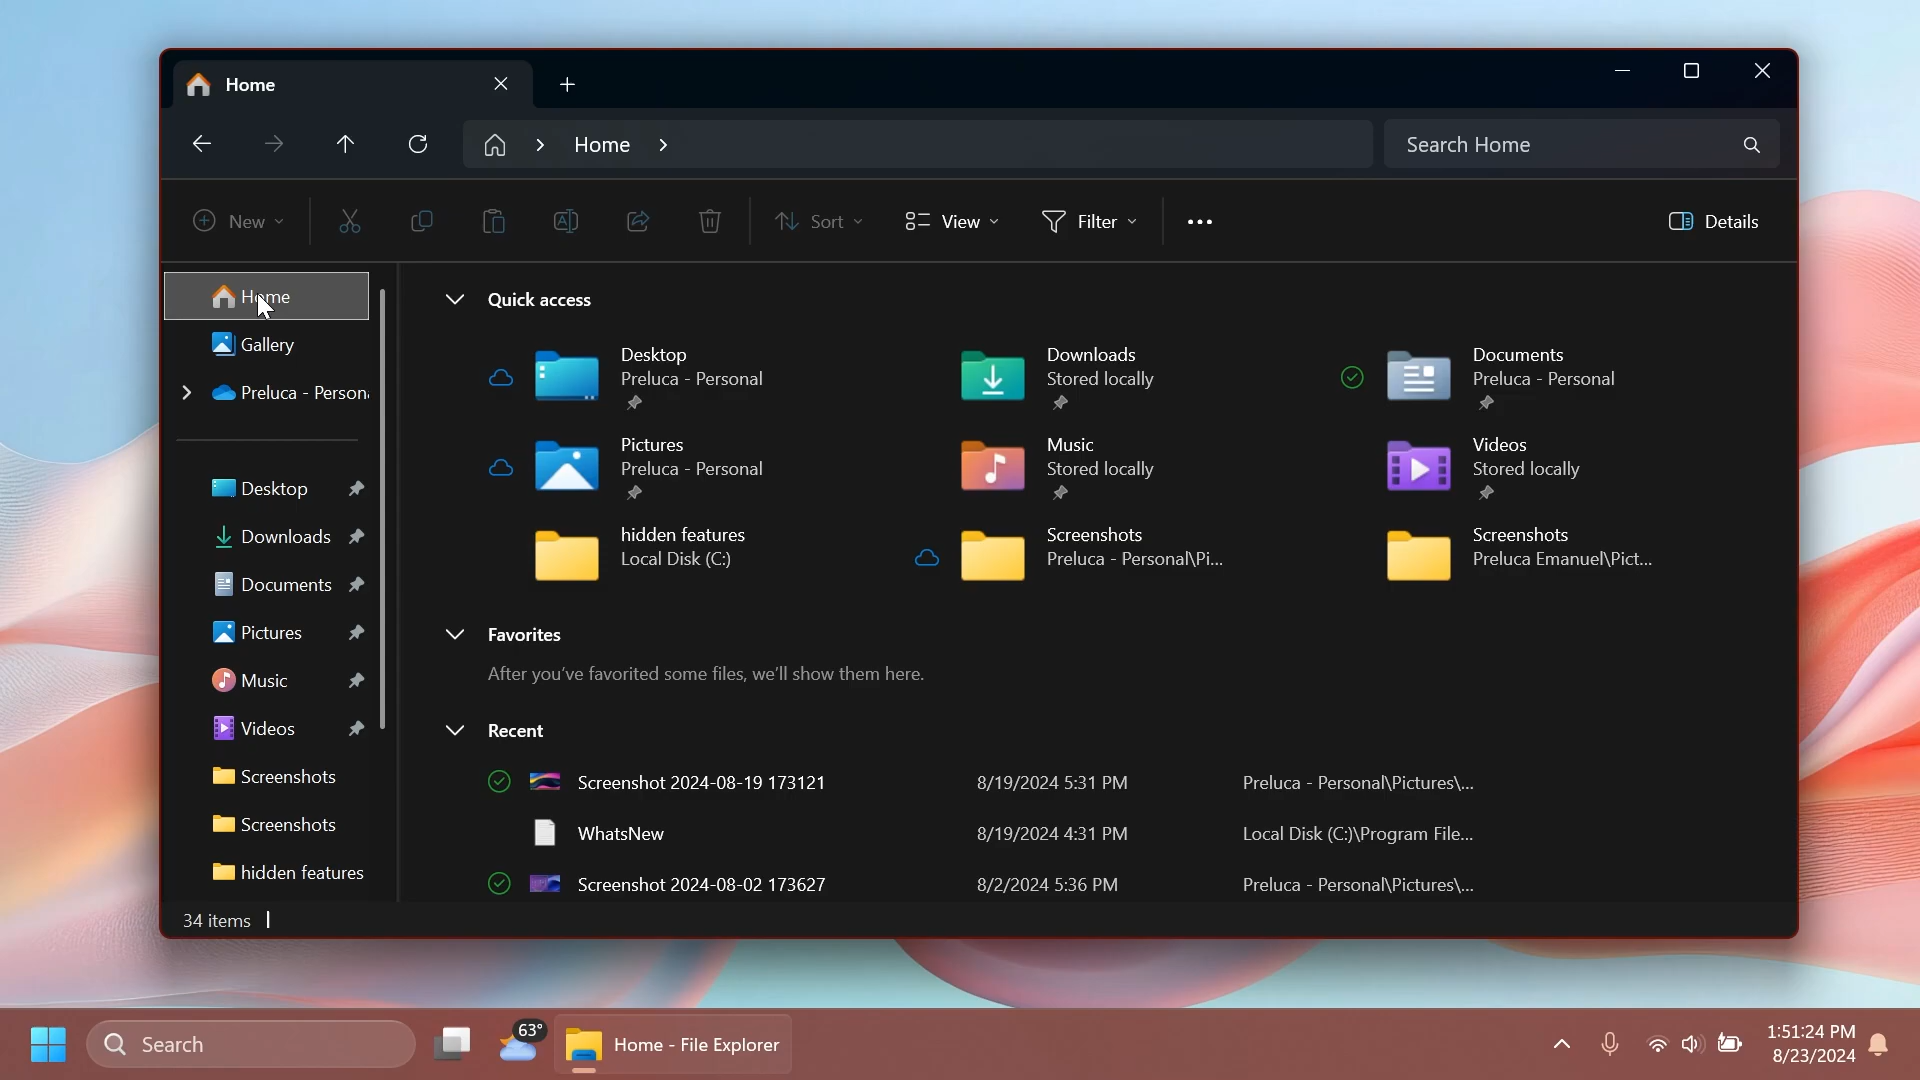 Home
Home
Search Home
New
Sort
View
Filter
Details
Home
Gallery
Preluca - Person
Desktop
Downloads
Documents
Pictures
Music
Videos
Screenshots
Screenshots
hidden features
Quick access
Desktop
Preluca - Personal
Downloads
Stored locally
Documents
Preluca - Personal
Pictures
Preluca - Personal
Music
Stored locally
Videos
Stored locally
hidden features
Local Disk (C:)
Screenshots
Preluca - Personal\Pi...
Screenshots
Preluca Emanuel\Pict...
Favorites
After you've favorited some files, we'll show them here.
Recent
Screenshot 2024-08-19 173121 8/19/2024 5:31 PM Preluca - Personal\Pictures\...
WhatsNew 8/19/2024 4:31 PM Local Disk (C:)\Program File...
Screenshot 2024-08-02 173627 8/2/2024 5:36 PM Preluca - Personal\Pictures\...
34 items
Search
63°
Home - File Explorer
1:51:24 PM
8/23/2024